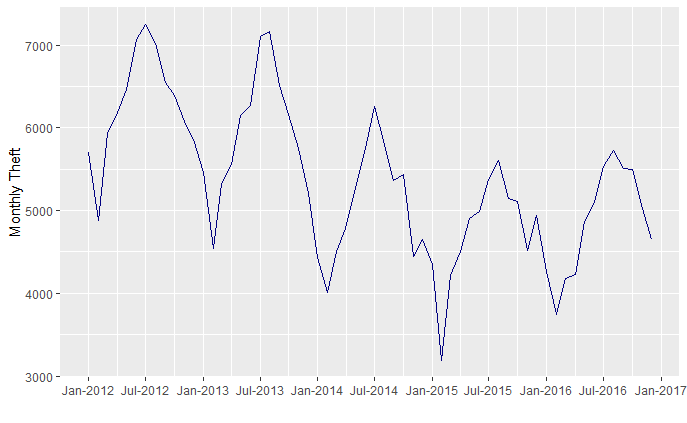 7000
6000
5000
4000
3000
Monthly Theft
Jan-2012 Jul-2012 Jan-2013 Jul-2013 Jan-2014 Jul-2014 Jan-2015 Jul-2015 Jan-2016 Jul-2016 Jan-2017